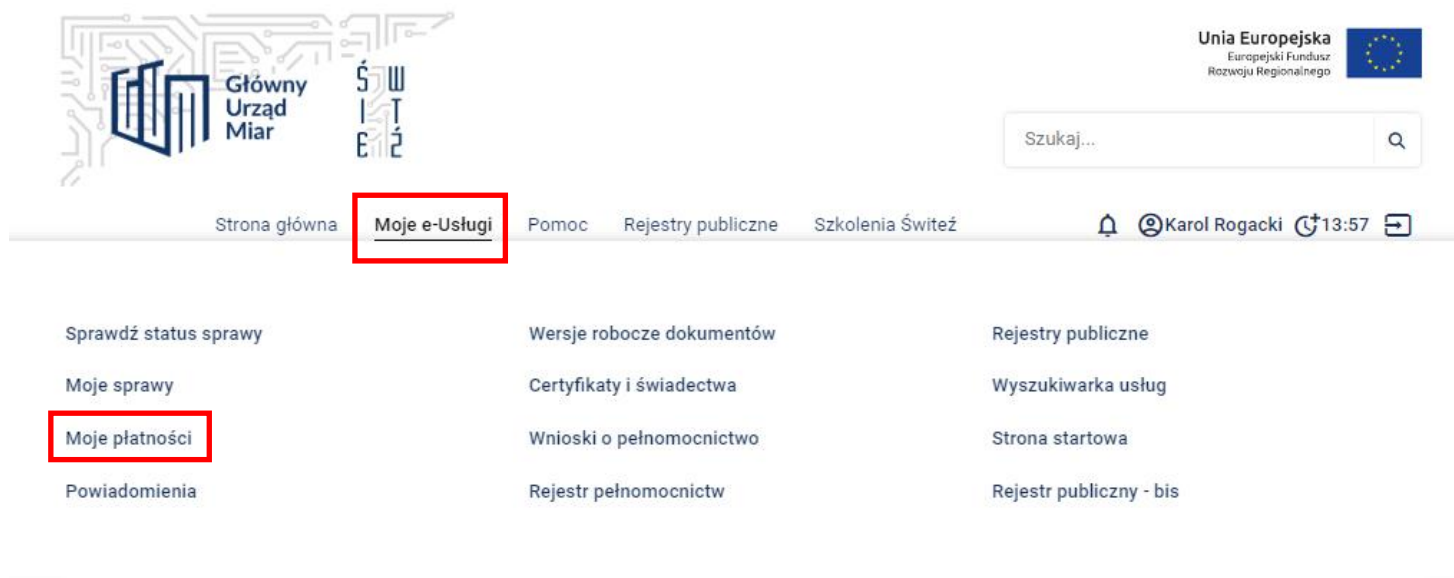 Główny
Urząd
Miar
Ś W
I T
E Ź
Unia Europejska
Europejski Fundusz
Rozwoju Regionalnego
Szukaj...
Strona główna Moje e-Usługi Pomoc Rejestry publiczne Szkolenia Świteź Karol Rogacki 13:57
Sprawdź status sprawy Wersje robocze dokumentów Rejestry publiczne
Moje sprawy Certyfikaty i świadectwa Wyszukiwarka usług
Moje płatności Wnioski o pełnomocnictwo Strona startowa
Powiadomienia Rejestr pełnomocnictw Rejestr publiczny - bis